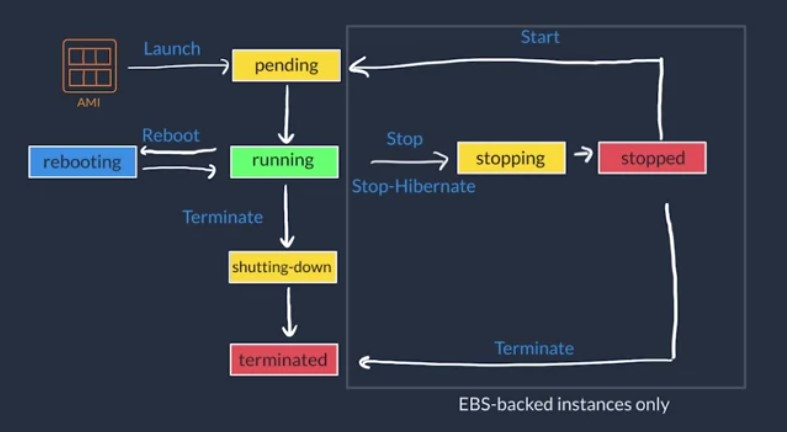 Start
Launch
pending
AMI
Reboot
Stop
rebooting
running
stopping
stopped
Stop-Hibernate
Terminate
shutting-down
Terminate
terminated
EBS-backed instances only